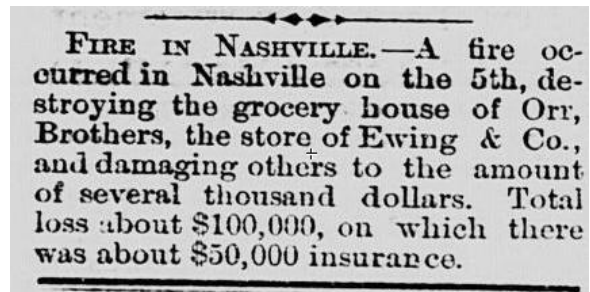 FIRE IN NASHVILLE.—A fire oc-
curred in Nashville on the 5th, de-
stroying the grocery house of Orr,
Brothers, the store of Ewing & Co.,
and damaging others to the amount
of several thousand dollars. Total
loss about $100,000, on which there
was about $50,000 insurance.